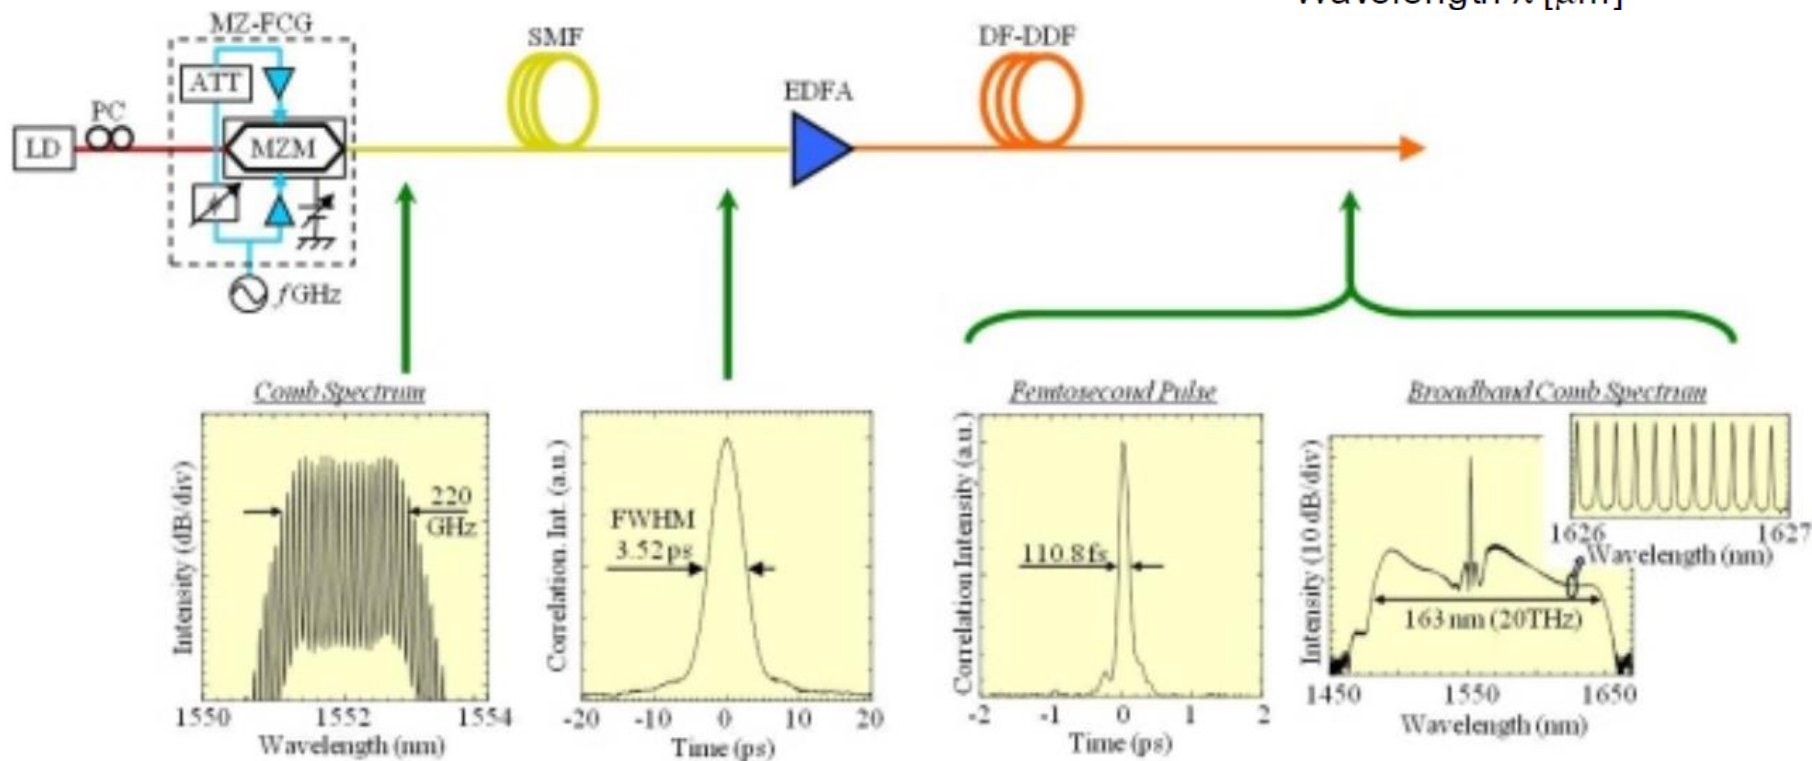 MZ-FCG
ATT
PC
LD
MZM
f GHz
SMF
EDFA
DF-DDF
Comb Spectrum
Intensity (dB/div)
220
GHz
1550
1552
1554
Wavelength (nm)
Correlation. Int. (a.u.)
FWHM
3.52 ps
-20
-10
0
10
20
Time (ps)
Femtosecond Pulse
Correlation Intensity (a.u.)
110.8 fs
-2
-1
0
1
2
Time (ps)
Broadband Comb Spectrum
1626
1627
Wavelength (nm)
Intensity (10 dB/div)
163 nm (20THz)
1450
1550
1650
Wavelength (nm)